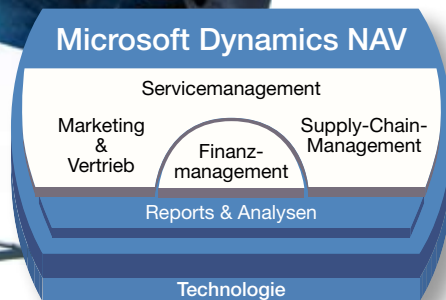 Microsoft Dynamics NAV
Servicemanagement
Marketing
&
Vertrieb
Finanz-
management
Supply-Chain-
Management
Reports & Analysen
Technologie